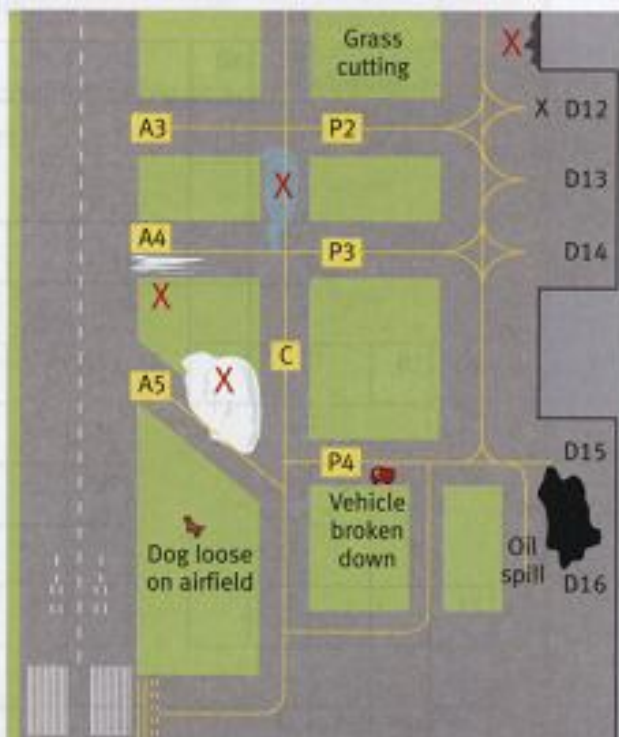 Grass
cutting
X
X D12
A3
P2
D13
X
A4
P3
D14
X
C
X
A5
D15
P4
Vehicle
broken
down
Dog loose
on airfield
Oil
spill
D16